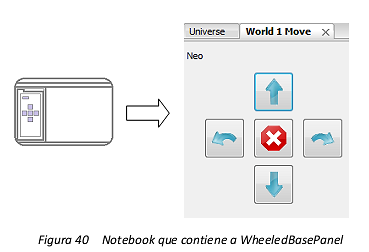 Universe
World 1 Move
Neo
Figura 40 Notebook que contiene a WheeledBasePanel